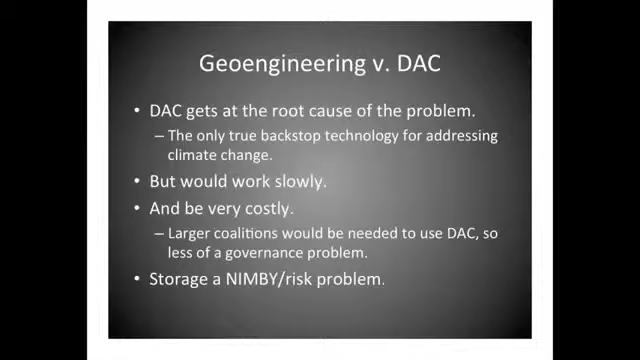 Geoengineering v. DAC
• DAC gets at the root cause of the problem.
– The only true backstop technology for addressing
climate change.
• But would work slowly.
• And be very costly.
– Larger coalitions would be needed to use DAC, so
less of a governance problem.
• Storage a NIMBY/risk problem.